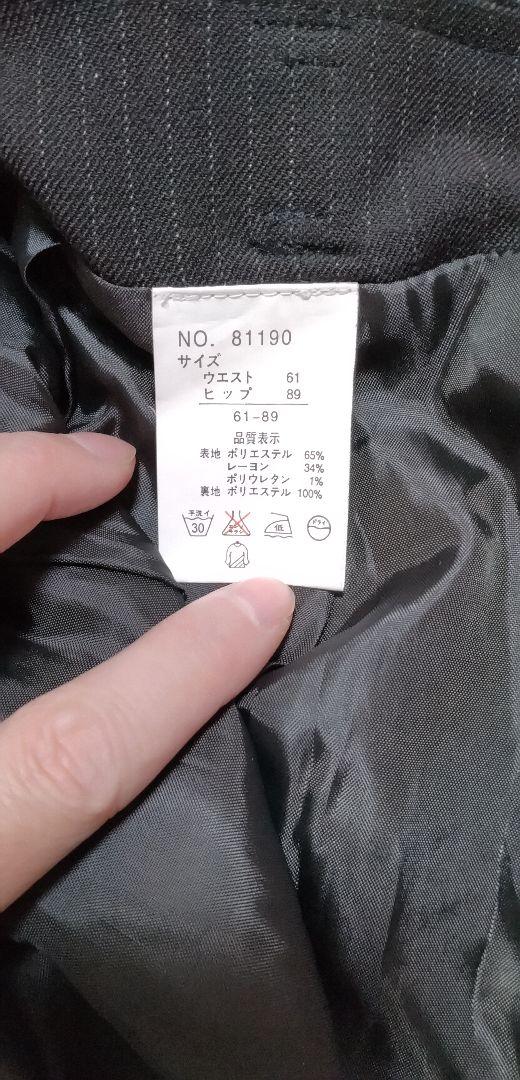 NO. 81190
サイズ
ウエスト 61
ヒップ 89
61-89
品質表示
表地 ポリエステル 65%
レーヨン 34%
ポリウレタン 1%
裏地 ポリエステル 100%
手洗イ 30 低 ドライ